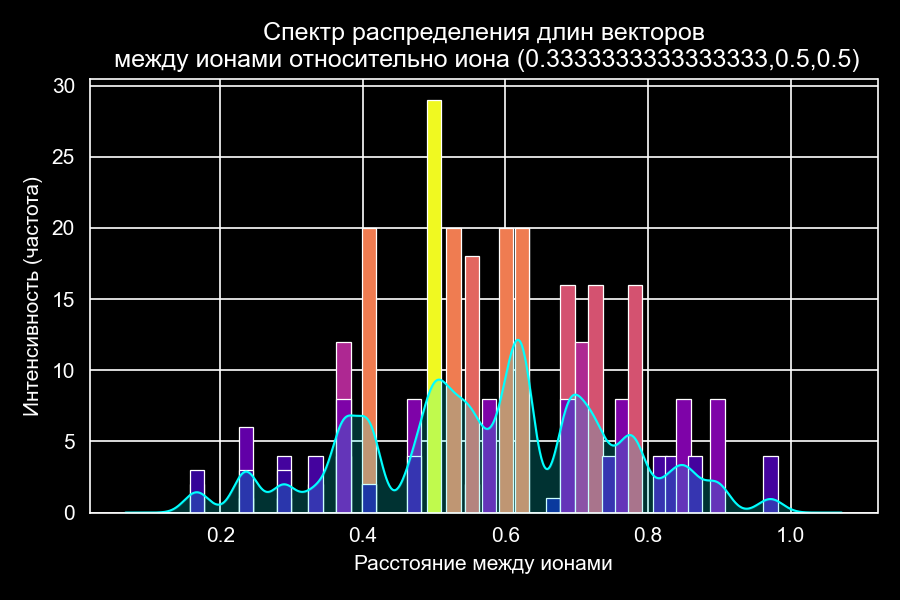 Спектр распределения длин векторов
между ионами относительно иона (0.3333333333333333,0.5,0.5)
30
25
20
15
10
5
0
Интенсивность (частота)
0.2 0.4 0.6 0.8 1.0
Расстояние между ионами